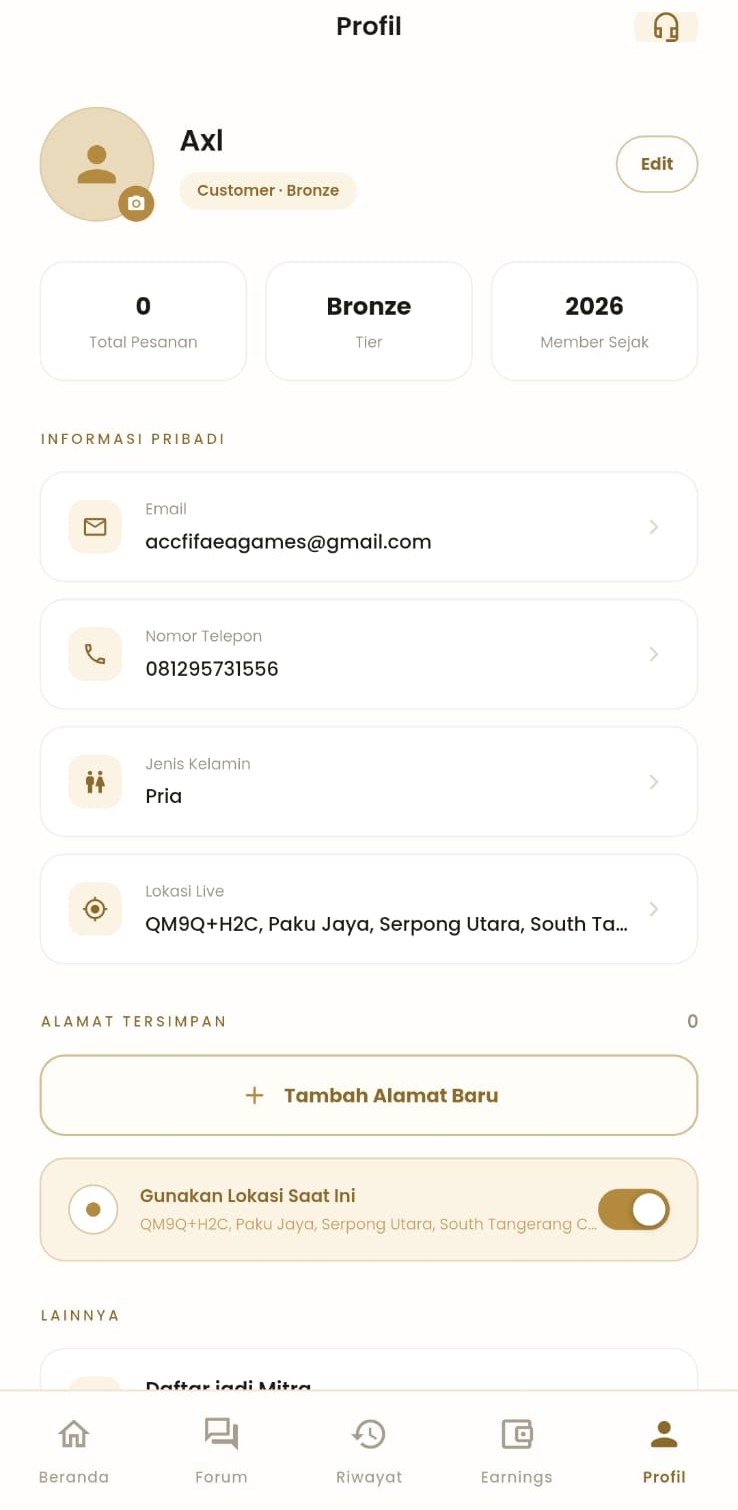 Profil
Axl
Customer · Bronze
Edit
0
Total Pesanan
Bronze
Tier
2026
Member Sejak
INFORMASI PRIBADI
Email
accfifaeagames@gmail.com
Nomor Telepon
081295731556
Jenis Kelamin
Pria
Lokasi Live
QM9Q+H2C, Paku Jaya, Serpong Utara, South Ta...
ALAMAT TERSIMPAN
0
+ Tambah Alamat Baru
Gunakan Lokasi Saat Ini
QM9Q+H2C, Paku Jaya, Serpong Utara, South Tangerang C...
LAINNYA
Daftar jadi Mitra
Beranda
Forum
Riwayat
Earnings
Profil